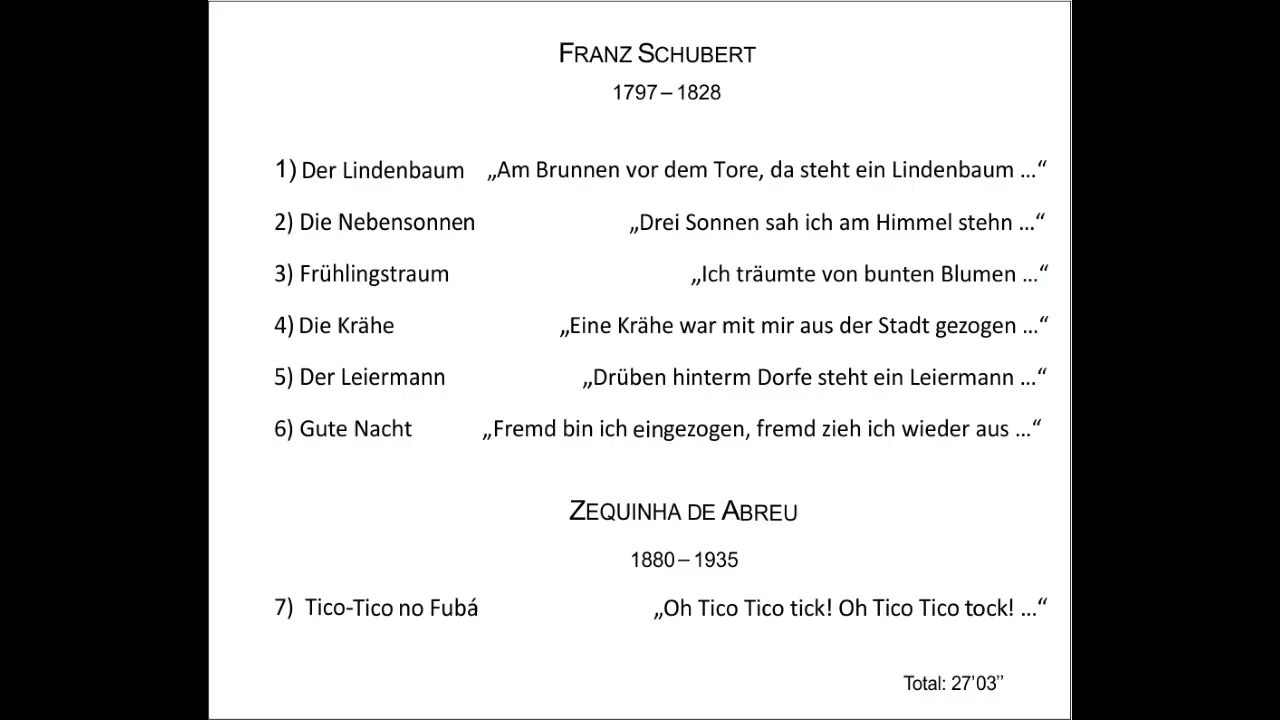 FRANZ SCHUBERT
1797 – 1828
1) Der Lindenbaum „Am Brunnen vor dem Tore, da steht ein Lindenbaum ...“
2) Die Nebensonnen „Drei Sonnen sah ich am Himmel stehn ...“
3) Frühlingstraum „Ich träumte von bunten Blumen ...“
4) Die Krähe „Eine Krähe war mit mir aus der Stadt gezogen ...“
5) Der Leiermann „Drüben hinterm Dorfe steht ein Leiermann ...“
6) Gute Nacht „Fremd bin ich eingezogen, fremd zieh ich wieder aus ...“
ZEQUINHA DE ABREU
1880 – 1935
7) Tico-Tico no Fubá „Oh Tico Tico tick! Oh Tico Tico tock! ...“
Total: 27’03’’